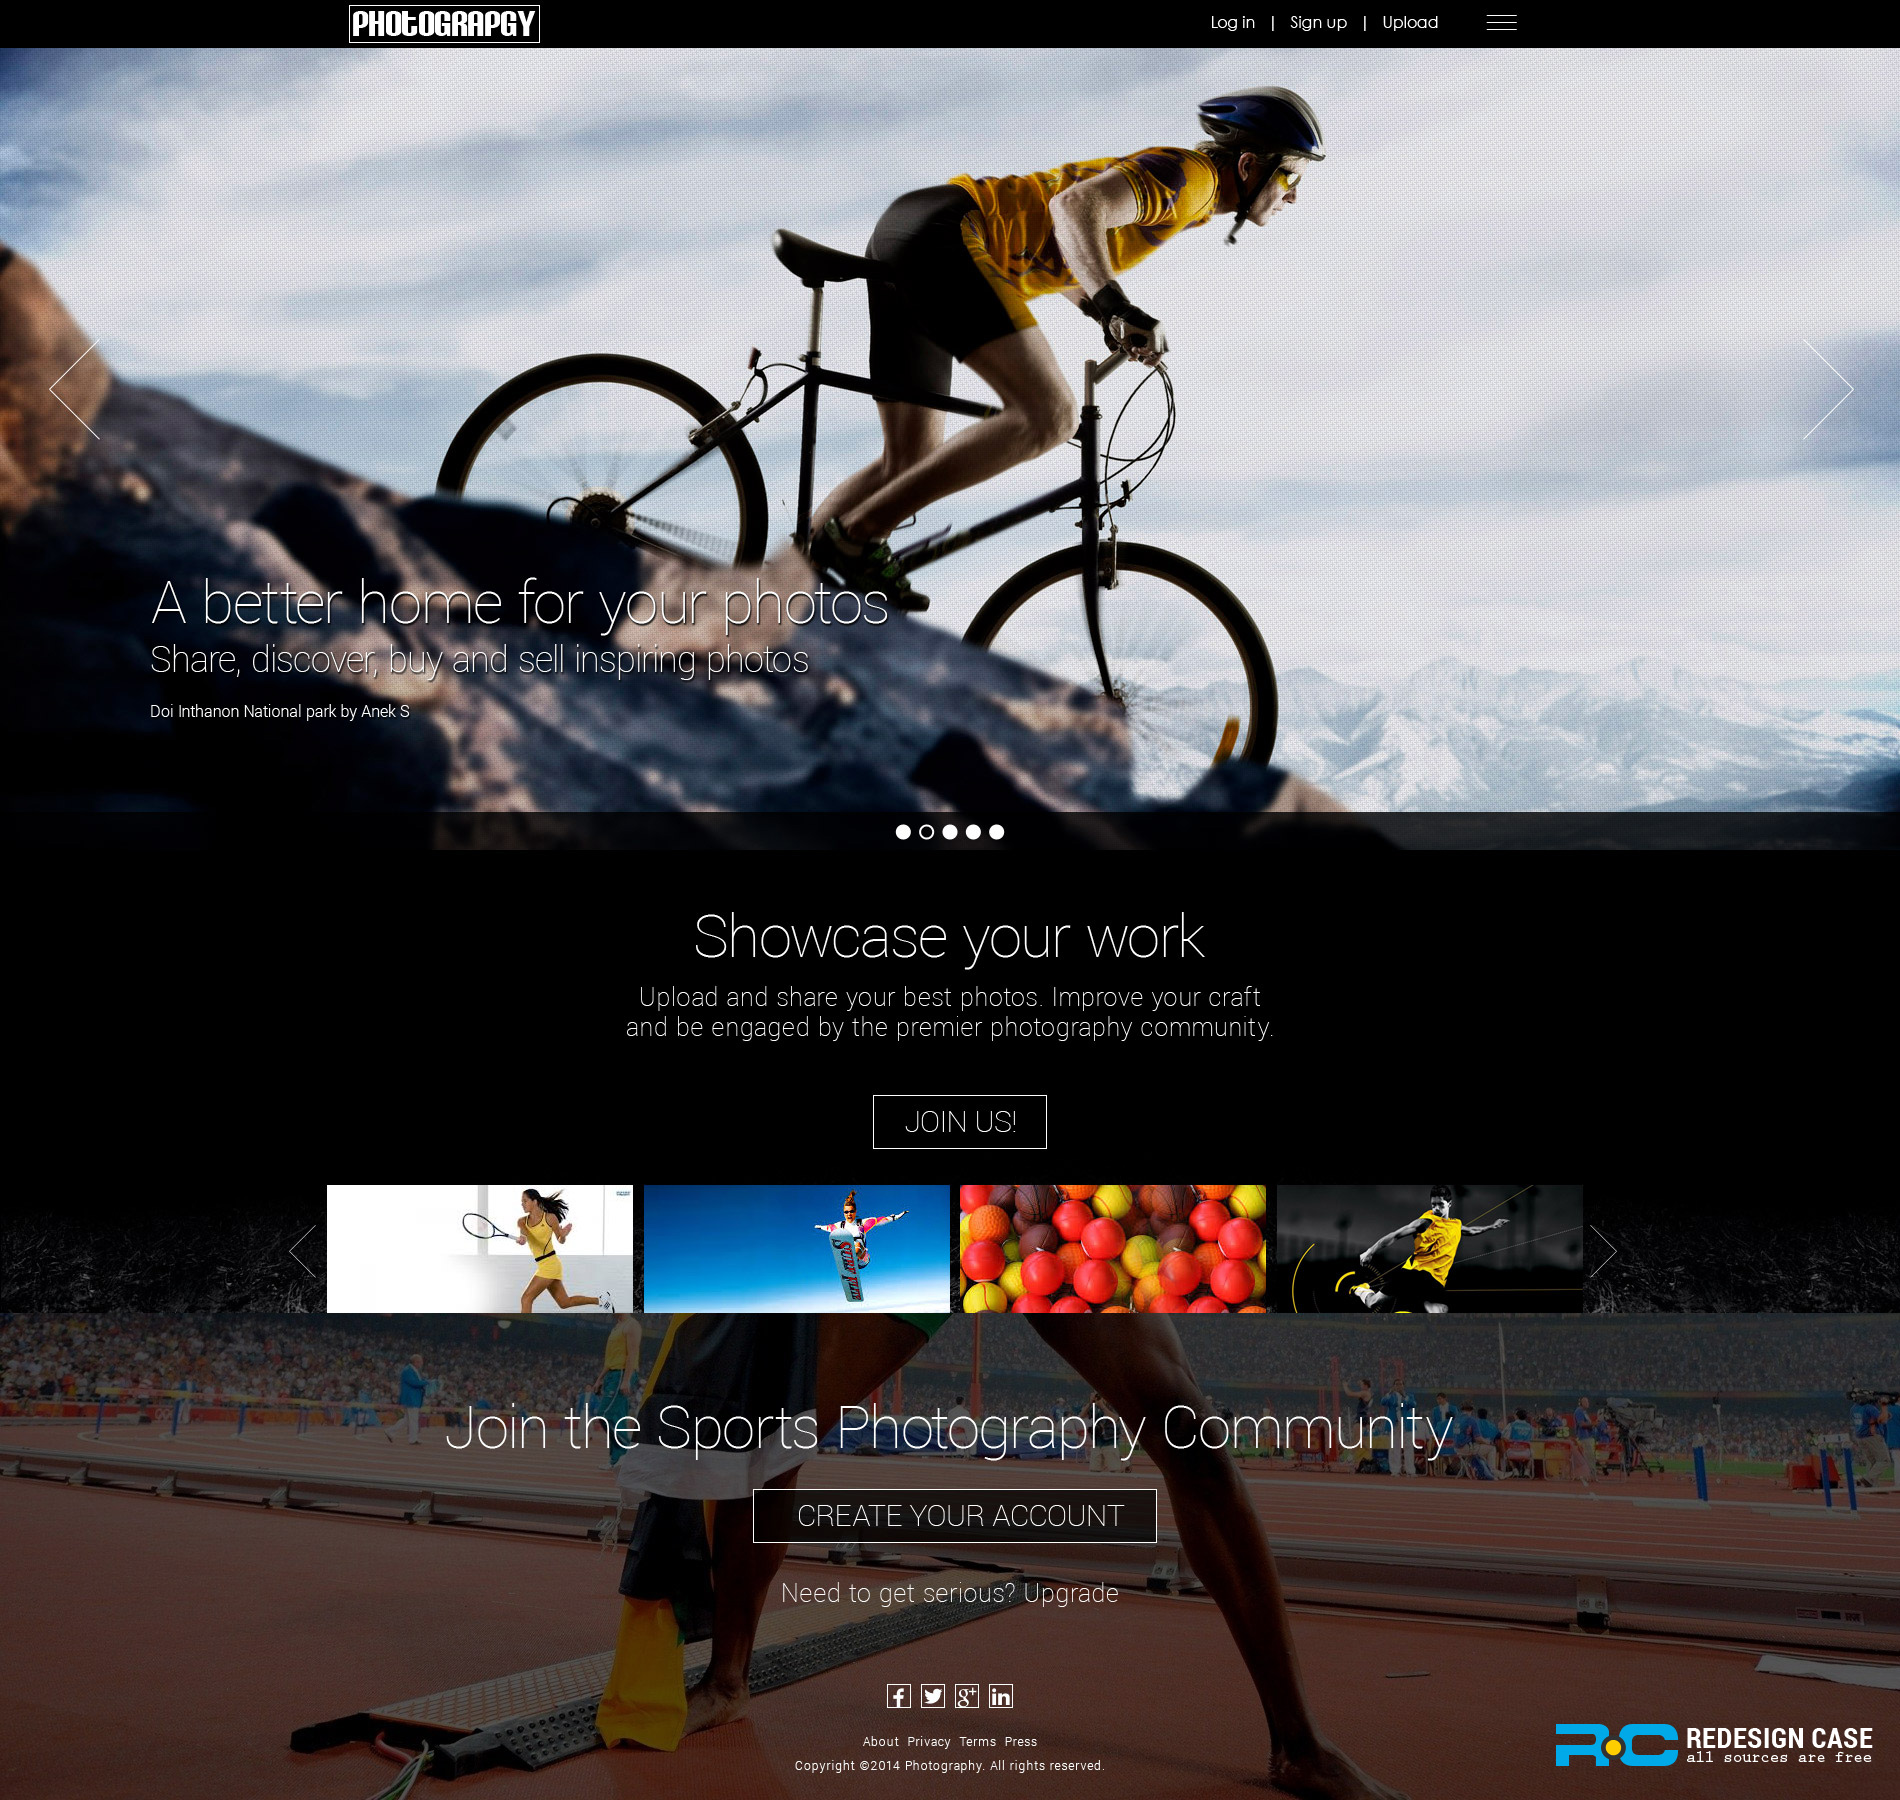 PHOTOGRAPGY
Log in | Sign up | Upload
A better home for your photos
Share, discover, buy and sell inspiring photos
Doi Inthanon National park by Anek S
Showcase your work
Upload and share your best photos. Improve your craft
and be engaged by the premier photography community.
JOIN US!
Join the Sports Photography Community
CREATE YOUR ACCOUNT
Need to get serious? Upgrade
f g+ in
About Privacy Terms Press
Copyright ©2014 Photography. All rights reserved.
RC REDESIGN CASE
all sources are free